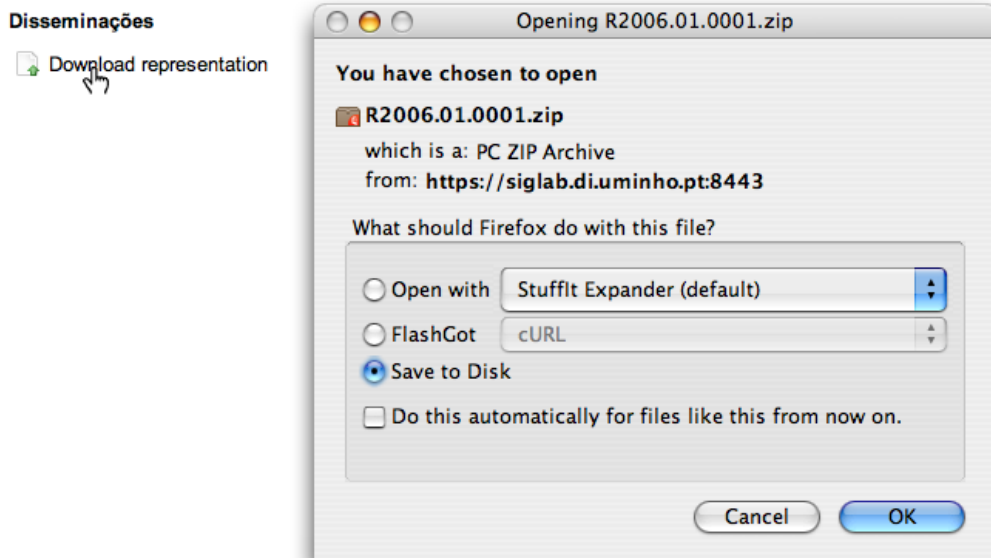 Disseminações
Download representation
Opening R2006.01.0001.zip
You have chosen to open
R2006.01.0001.zip
which is a: PC ZIP Archive
from: https://siglab.di.uminho.pt:8443
What should Firefox do with this file?
Open with StuffIt Expander (default)
FlashGot cURL
Save to Disk
Do this automatically for files like this from now on.
Cancel OK